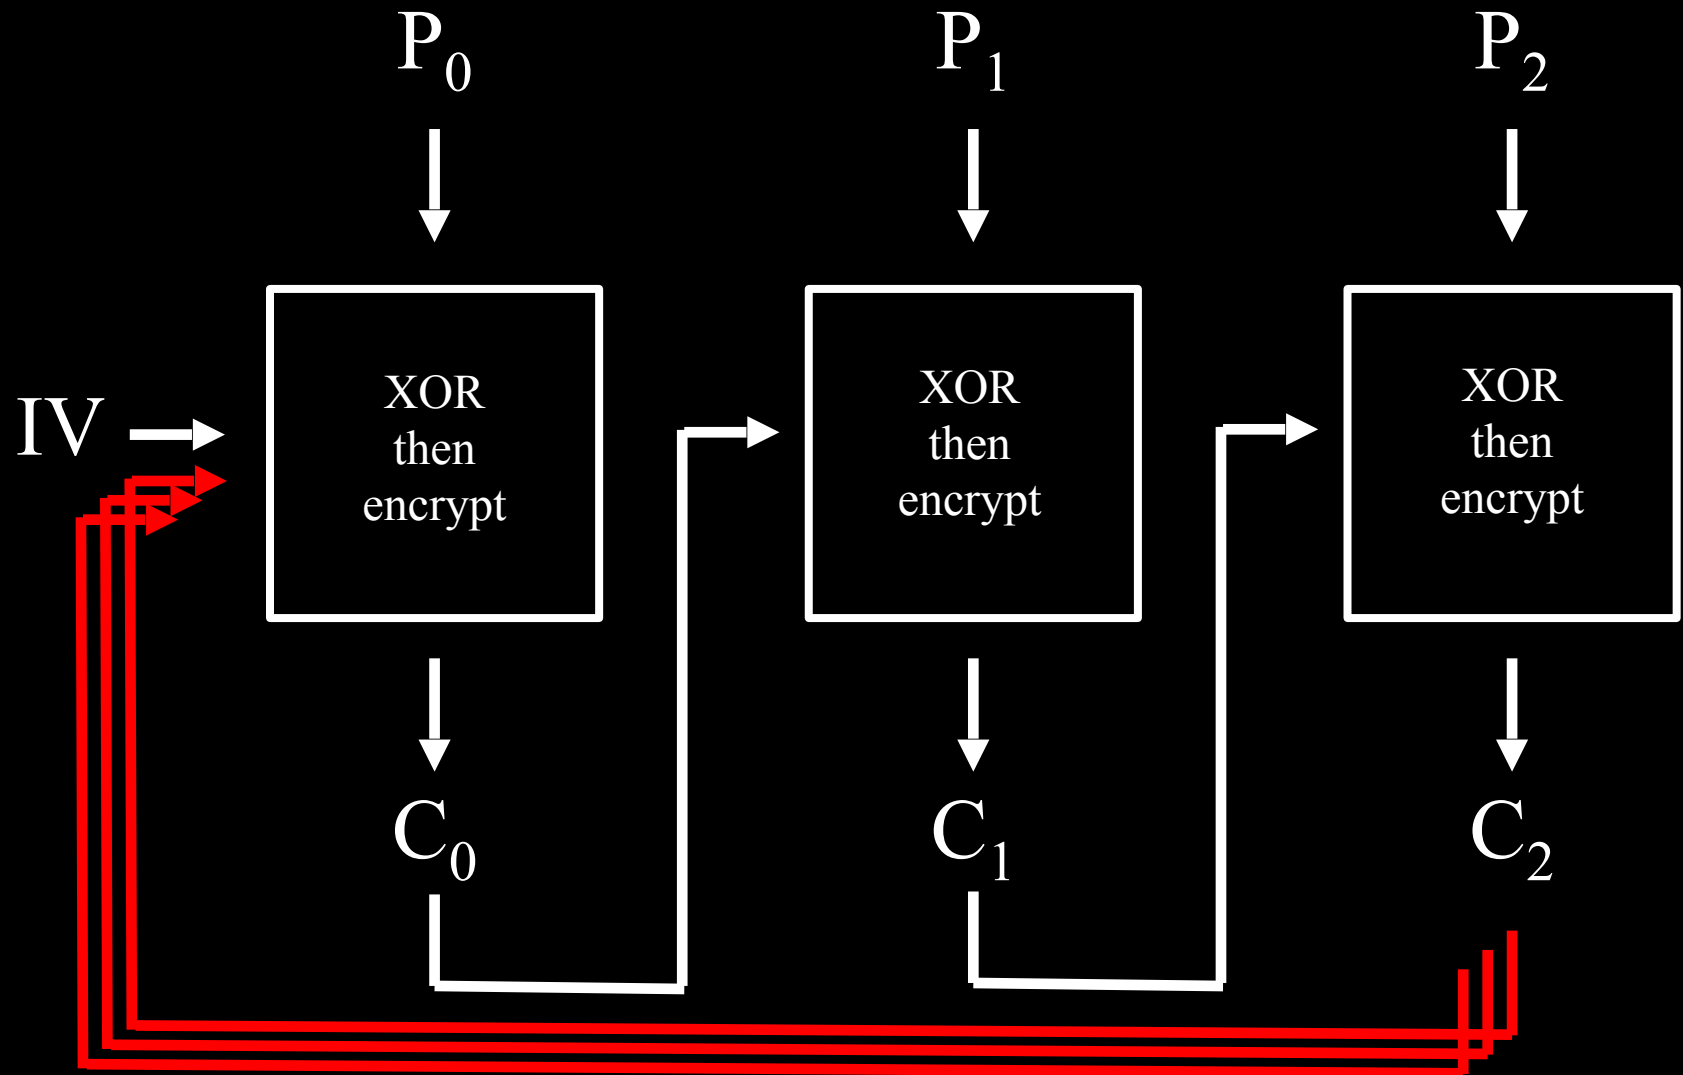 P₀ P₁ P₂
IV
XOR
then
encrypt
XOR
then
encrypt
XOR
then
encrypt
C₀ C₁ C₂